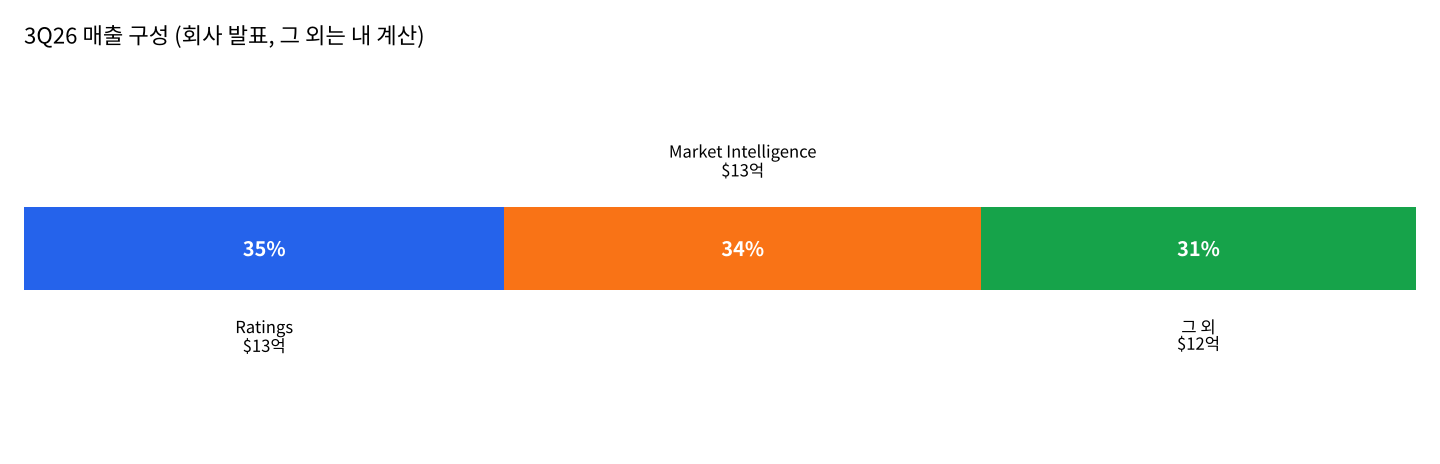 3Q26 매출 구성 (회사 발표, 그 외는 내 계산)
Market Intelligence
$13억
35%
34%
31%
Ratings
$13억
그 외
$12억